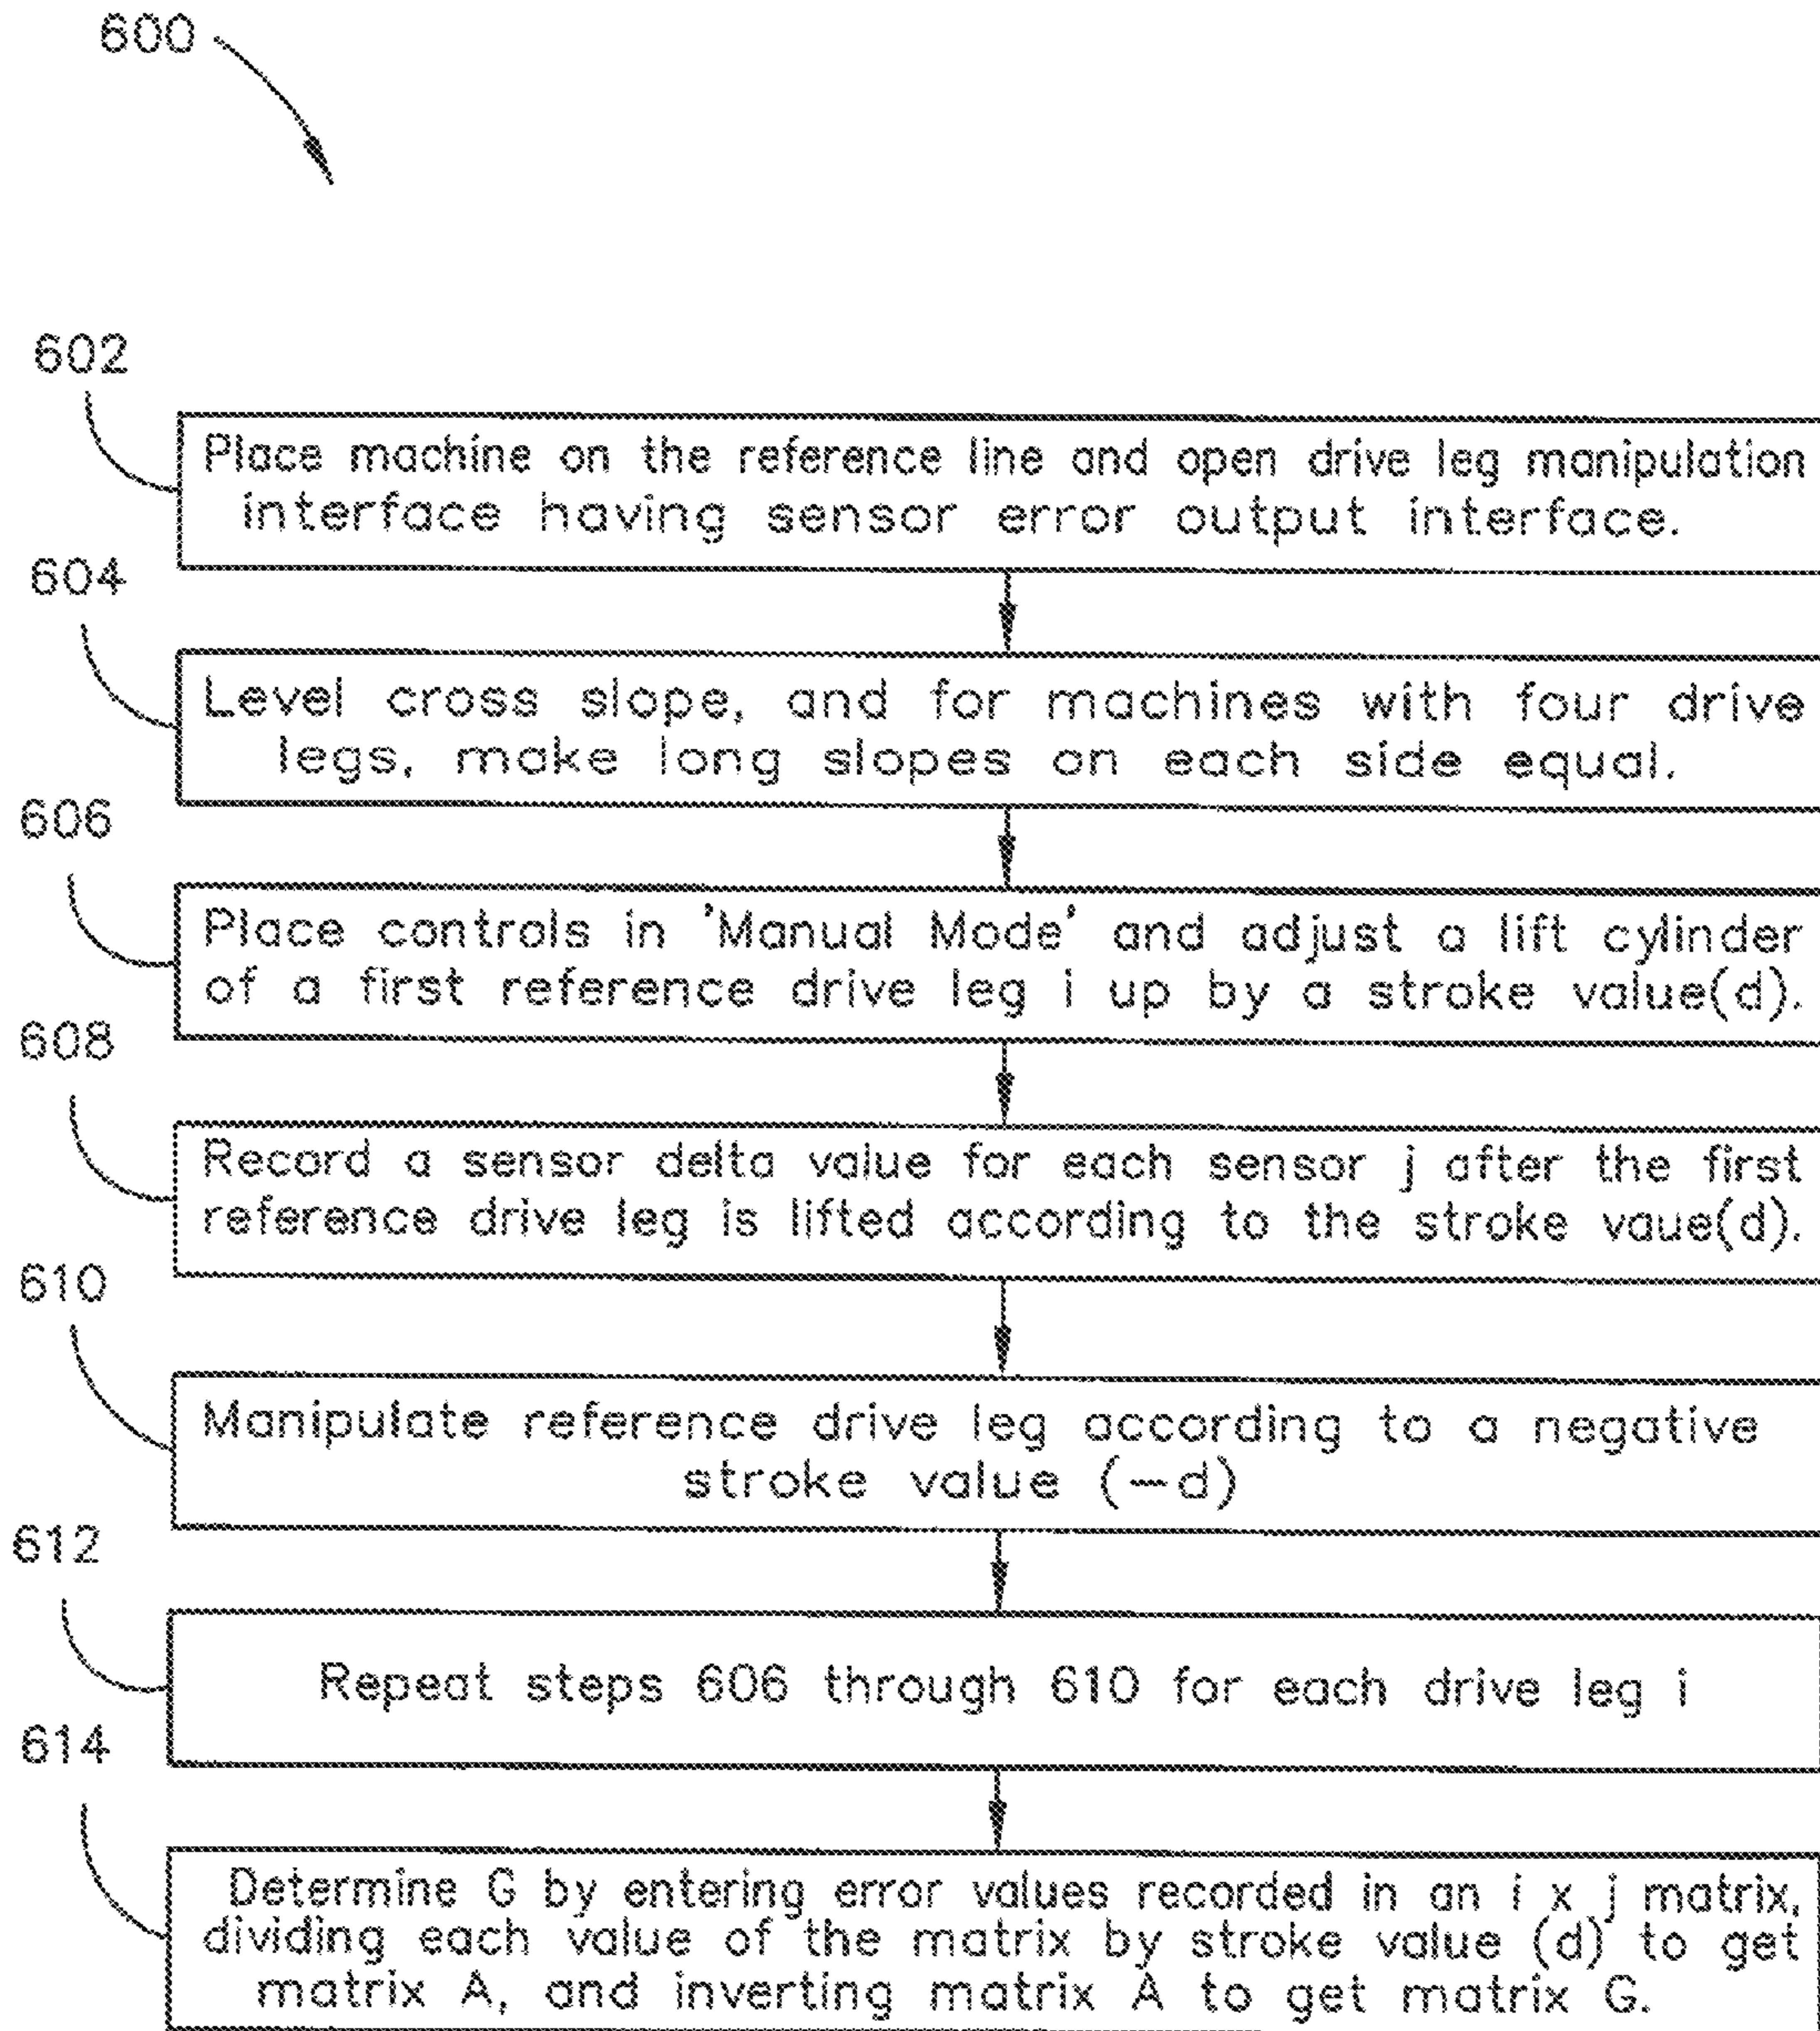 600
602
Place machine on the reference line and open drive leg manipulation
interface having sensor error output interface.
604
Level cross slope, and for machines with four drive
legs, make long slopes on each side equal.
606
Place controls in 'Manual Mode' and adjust a lift cylinder
of a first reference drive leg i up by a stroke value(d).
608
Record a sensor delta value for each sensor j after the first
reference drive leg is lifted according to the stroke vaue(d).
610
Manipulate reference drive leg according to a negative
stroke value (-d)
612
Repeat steps 606 through 610 for each drive leg i
614
Determine G by entering error values recorded in an i x j matrix,
dividing each value of the matrix by stroke value (d) to get
matrix A, and inverting matrix A to get matrix G.